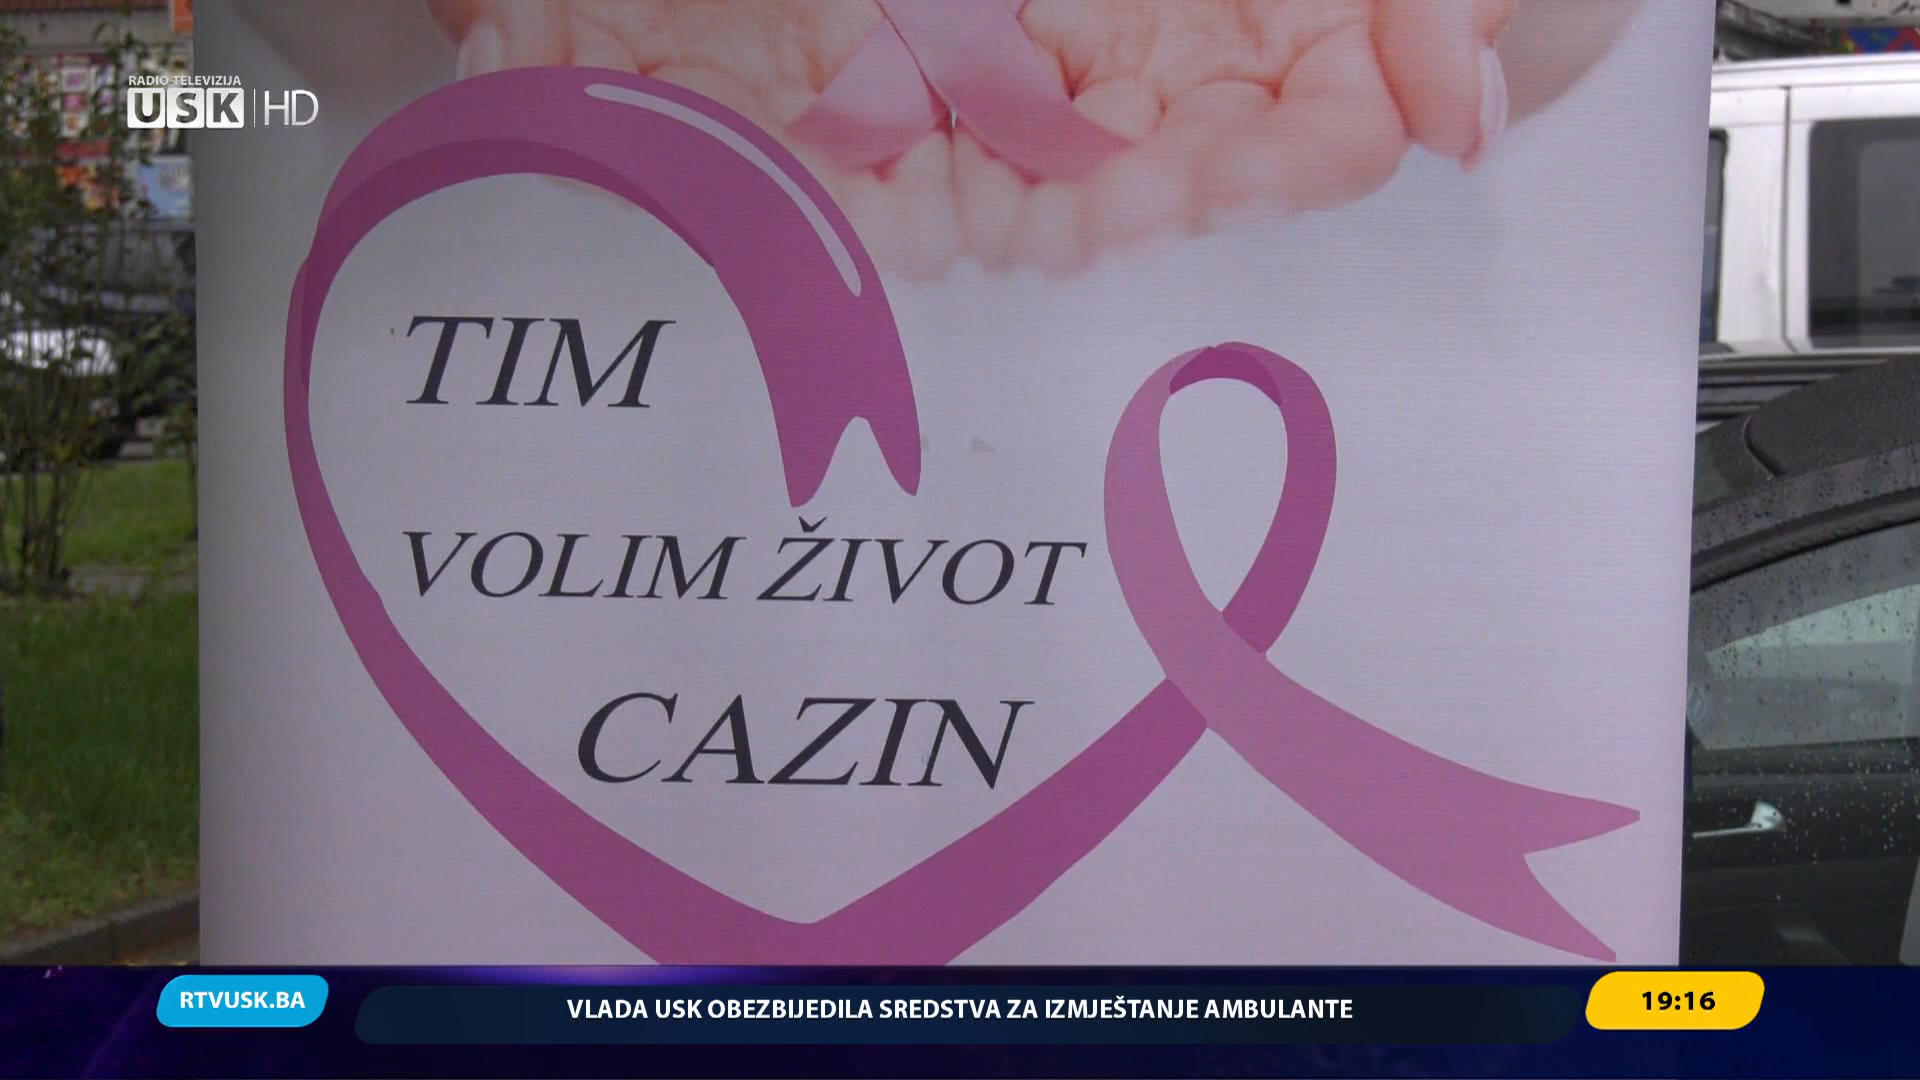 RADIO-TELEVIZIJA
USK HD
TIM
VOLIM ŽIVOT
CAZIN
RTVUSK.BA
VLADA USK OBEZBIJEDILA SREDSTVA ZA IZMJEŠTANJE AMBULANTE
19:16